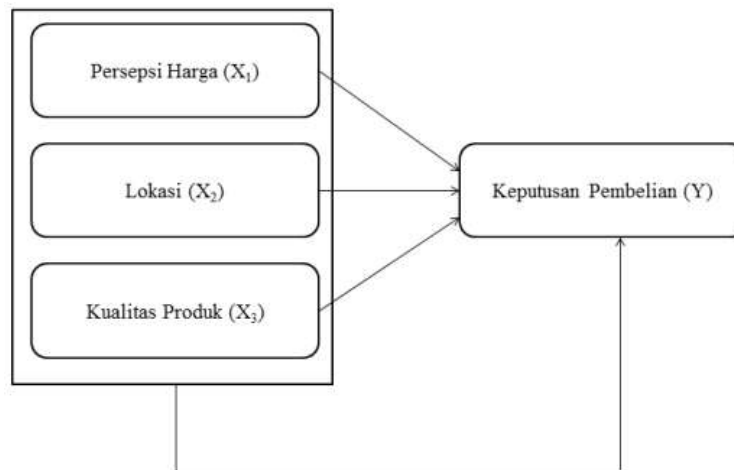 Persepsi Harga (X₁)
Lokasi (X₂)
Keputusan Pembelian (Y)
Kualitas Produk (X₃)